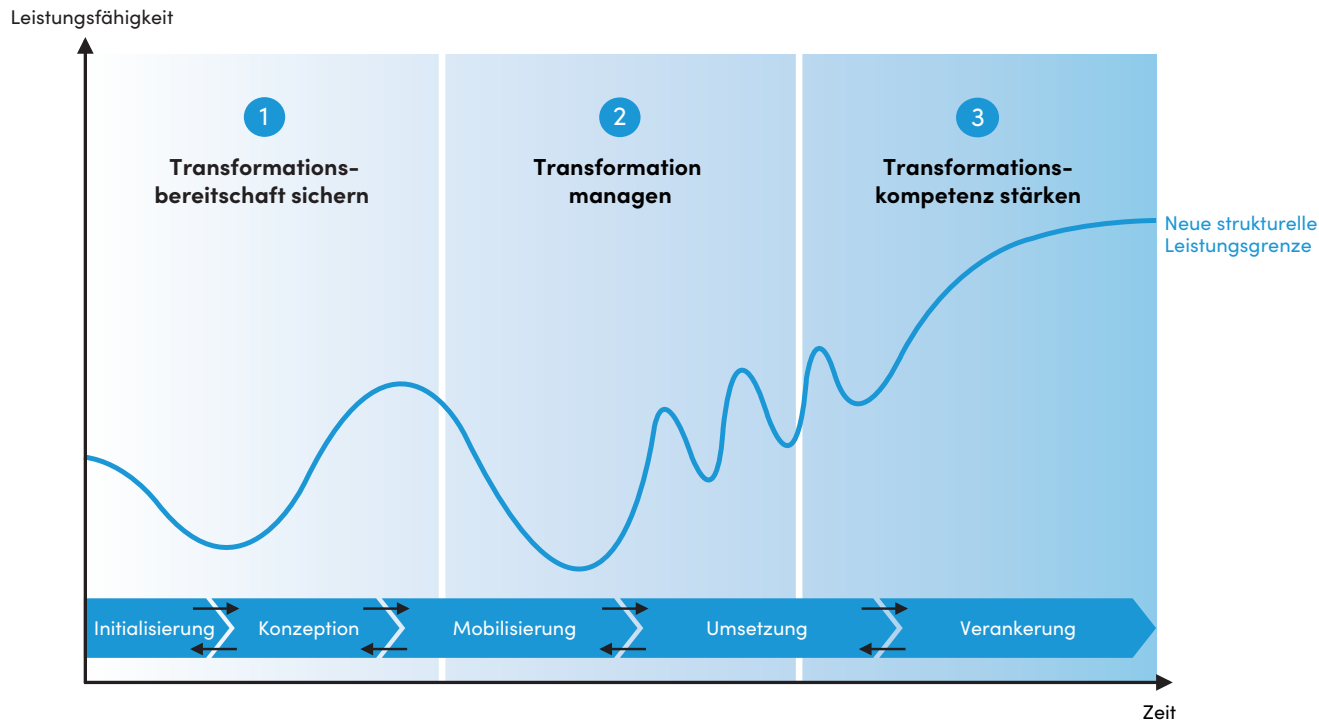 Leistungsfähigkeit
1
Transformations-
bereitschaft sichern
2
Transformation
managen
3
Transformations-
kompetenz stärken
Neue strukturelle
Leistungsgrenze
Initialisierung
Konzeption
Mobilisierung
Umsetzung
Verankerung
Zeit